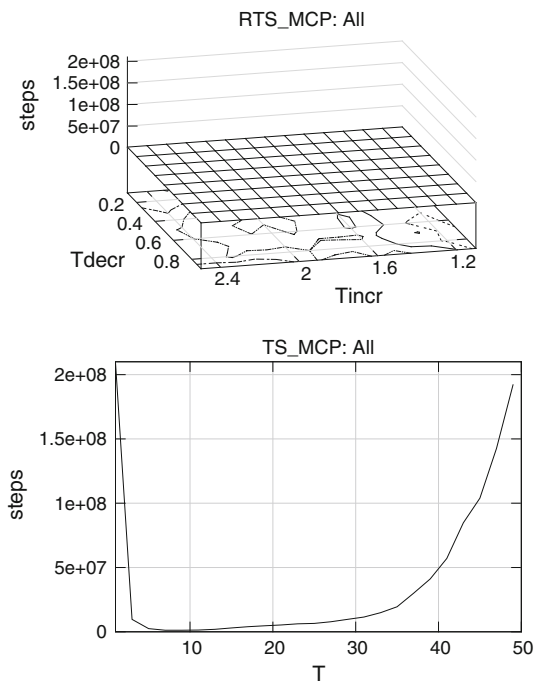 RTS_MCP: All
2e+08
1.5e+08
1e+08
5e+07
0
steps
0.2
0.4
0.6
0.8
Tdecr
2.4
2
1.6
1.2
Tincr
TS_MCP: All
2e+08
1.5e+08
1e+08
5e+07
0
steps
10
20
30
40
50
T